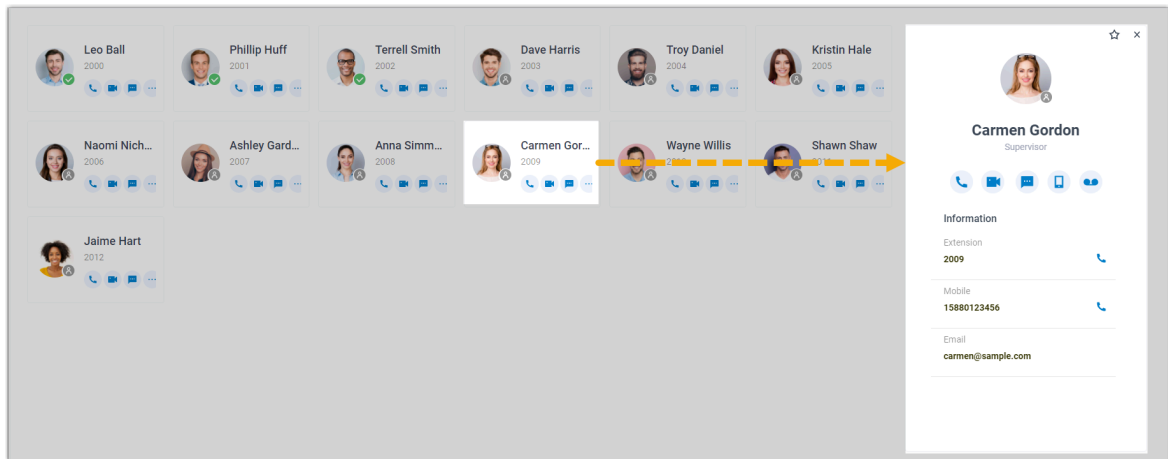 Leo Ball
2000
Phillip Huff
2001
Terrell Smith
2002
Dave Harris
2003
Troy Daniel
2004
Kristin Hale
2005
Naomi Nich...
2006
Ashley Gard...
2007
Anna Simm...
2008
Carmen Gor...
2009
Wayne Willis
Shawn Shaw
Jaime Hart
2012
Carmen Gordon
Supervisor
Information
Extension
2009
Mobile
15880123456
Email
carmen@sample.com